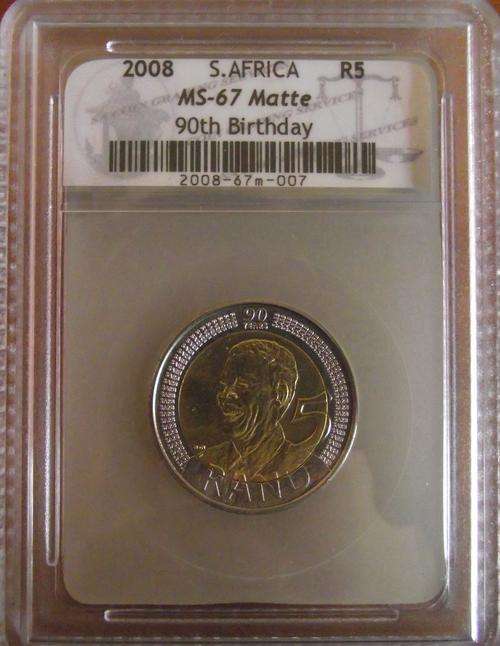 2008 S.AFRICA R5
MS-67 Matte
90th Birthday
2008-67m-007
90
YEARS
5
RAND